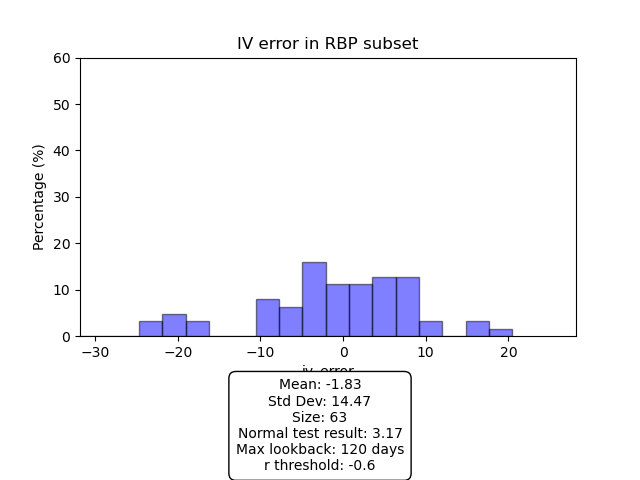 IV error in RBP subset
60
50
40
30
20
10
0
Percentage (%)
−30
−20
−10
0
10
20
iv_error
Mean: -1.83
Std Dev: 14.47
Size: 63
Normal test result: 3.17
Max lookback: 120 days
r threshold: -0.6